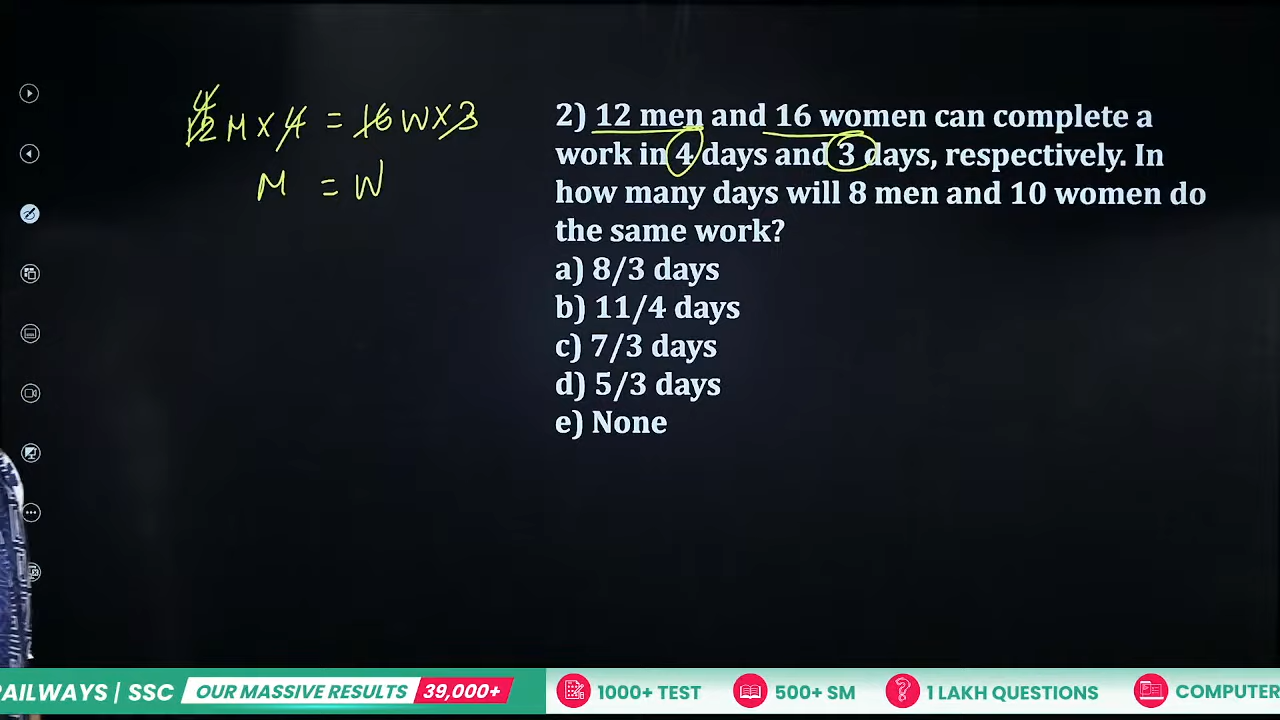 12 4 M × 4 = 16 W × 3
M = W
2) 12 men and 16 women can complete a
work in 4 days and 3 days, respectively. In
how many days will 8 men and 10 women do
the same work?
a) 8/3 days
b) 11/4 days
c) 7/3 days
d) 5/3 days
e) None
RAILWAYS | SSC OUR MASSIVE RESULTS 39,000+ 1000+ TEST 500+ SM 1 LAKH QUESTIONS COMPUTER